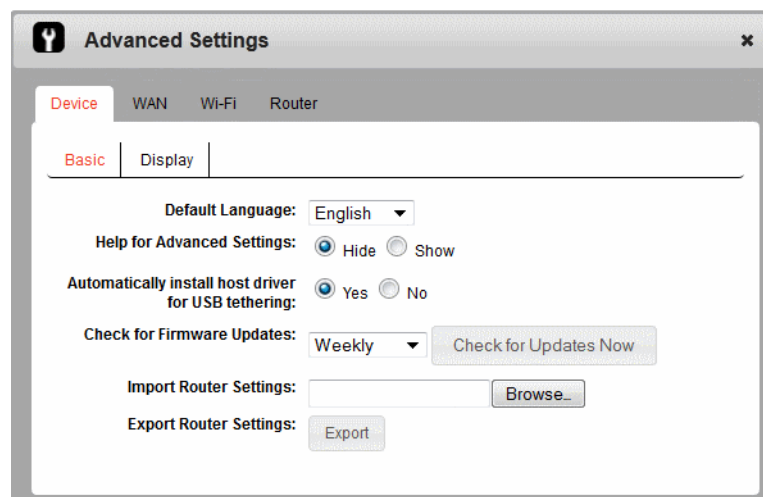 Advanced Settings
Device WAN Wi-Fi Router
Basic Display
Default Language: English
Help for Advanced Settings: Hide Show
Automatically install host driver
for USB tethering: Yes No
Check for Firmware Updates: Weekly Check for Updates Now
Import Router Settings: Browse...
Export Router Settings: Export